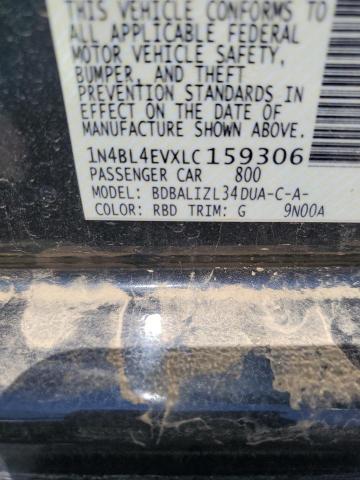 THIS VEHICLE CONFORMS TO
ALL APPLICABLE FEDERAL
MOTOR VEHICLE SAFETY,
BUMPER, AND THEFT
PREVENTION STANDARDS IN
EFFECT ON THE DATE OF
MANUFACTURE SHOWN ABOVE.
1N4BL4EVXLC159306
PASSENGER CAR 800
MODEL: BDBALIZL34DUA-C-A-
COLOR: RBD TRIM: G 9N00A